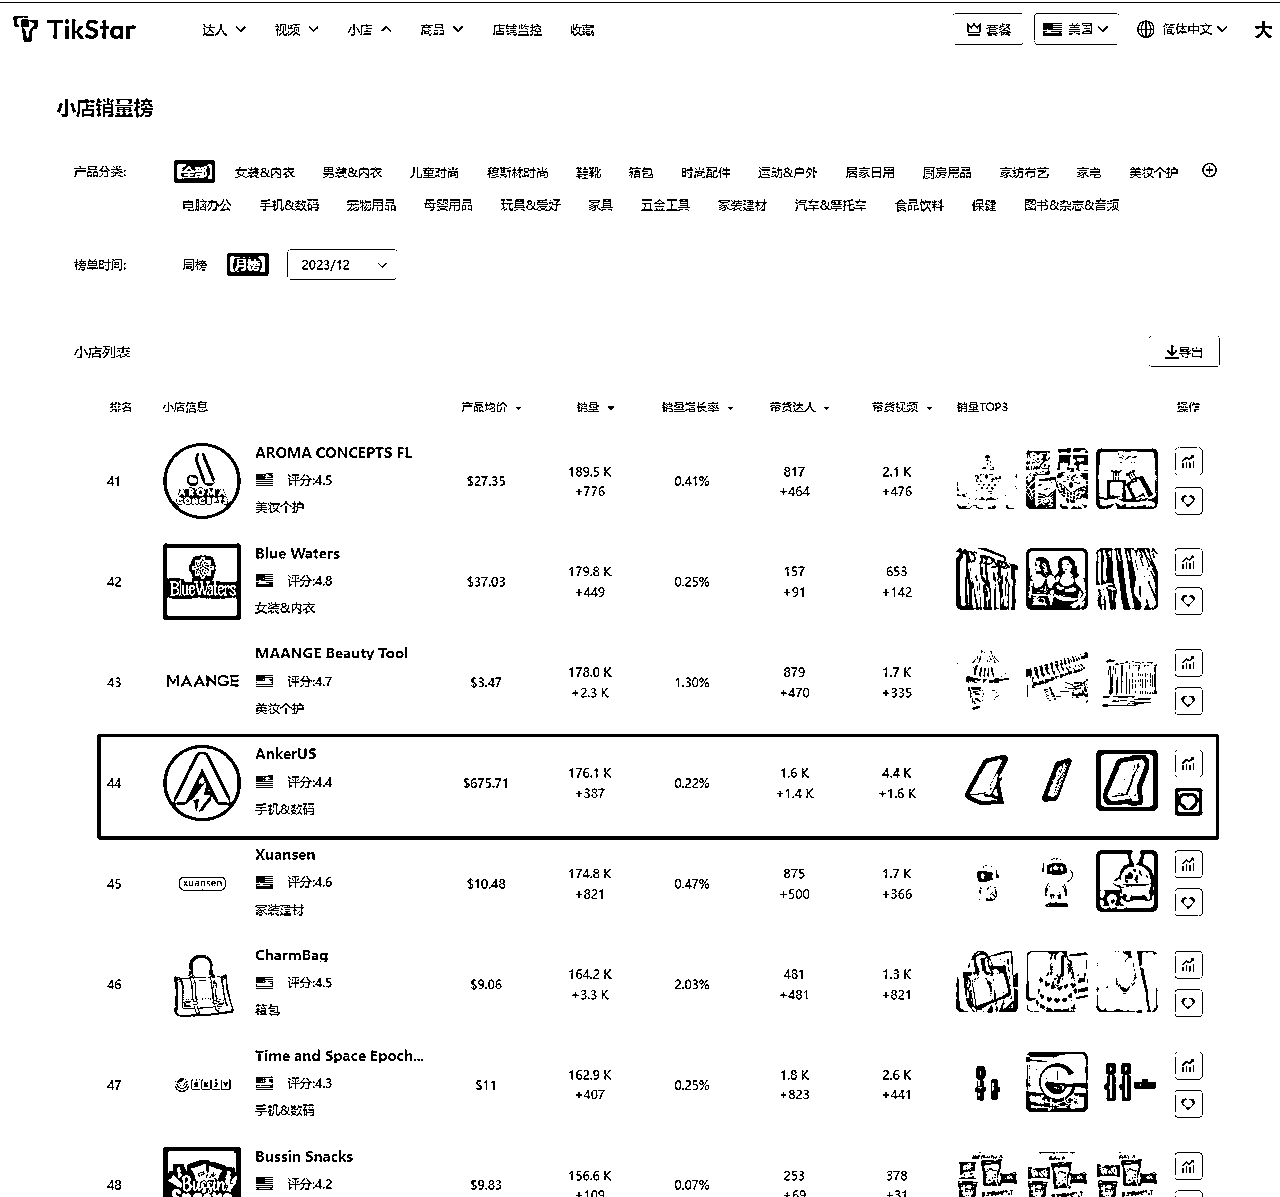 TikStar 达人 视频 小店 商品 店铺监控 收藏 套餐 美国 简体中文 大
小店销量榜
产品分类: 【全部】 女装&内衣 男装&内衣 儿童时尚 穆斯林时尚 鞋靴 箱包 时尚配件 运动&户外 居家日用 厨房用品 家纺布艺 家电 美妆个护
电脑办公 手机&数码 宠物用品 母婴用品 玩具&爱好 家具 五金工具 家装建材 汽车&摩托车 食品饮料 保健 图书&杂志&音频
榜单时间: 周榜 【月榜】 2023/12
小店列表 导出
排名 小店信息 产品均价 销量 销量增长率 带货达人 带货视频 销量TOP3 操作
AROMA CONCEPTS FL
41 AROMA CONCEPTS 评分:4.5 $27.35 189.5 K 0.41% 817 2.1 K
+776 +464 +476
美妆个护
Blue Waters
42 BlueWaters 评分:4.8 $37.03 179.8 K 0.25% 157 653
+449 +91 +142
女装&内衣
MAANGE Beauty Tool
43 MAANGE 评分:4.7 $3.47 178.0 K 1.30% 879 1.7 K
+2.3 K +470 +335
美妆个护
AnkerUS
44 评分:4.4 $675.71 176.1 K 0.22% 1.6 K 4.4 K
+387 +1.4 K +1.6 K
手机&数码
Xuansen
45 xuansen 评分:4.6 $10.48 174.8 K 0.47% 875 1.7 K
+821 +500 +366
家装建材
CharmBag
46 评分:4.5 $9.06 164.2 K 2.03% 481 1.3 K
+3.3 K +481 +821
箱包
Time and Space Epoch...
47 评分:4.3 $11 162.9 K 0.25% 1.8 K 2.6 K
+407 +823 +441
手机&数码
Bussin Snacks
48 Bussin 评分:4.2 $9.83 156.6 K 0.07% 253 378
+109 +69 +31